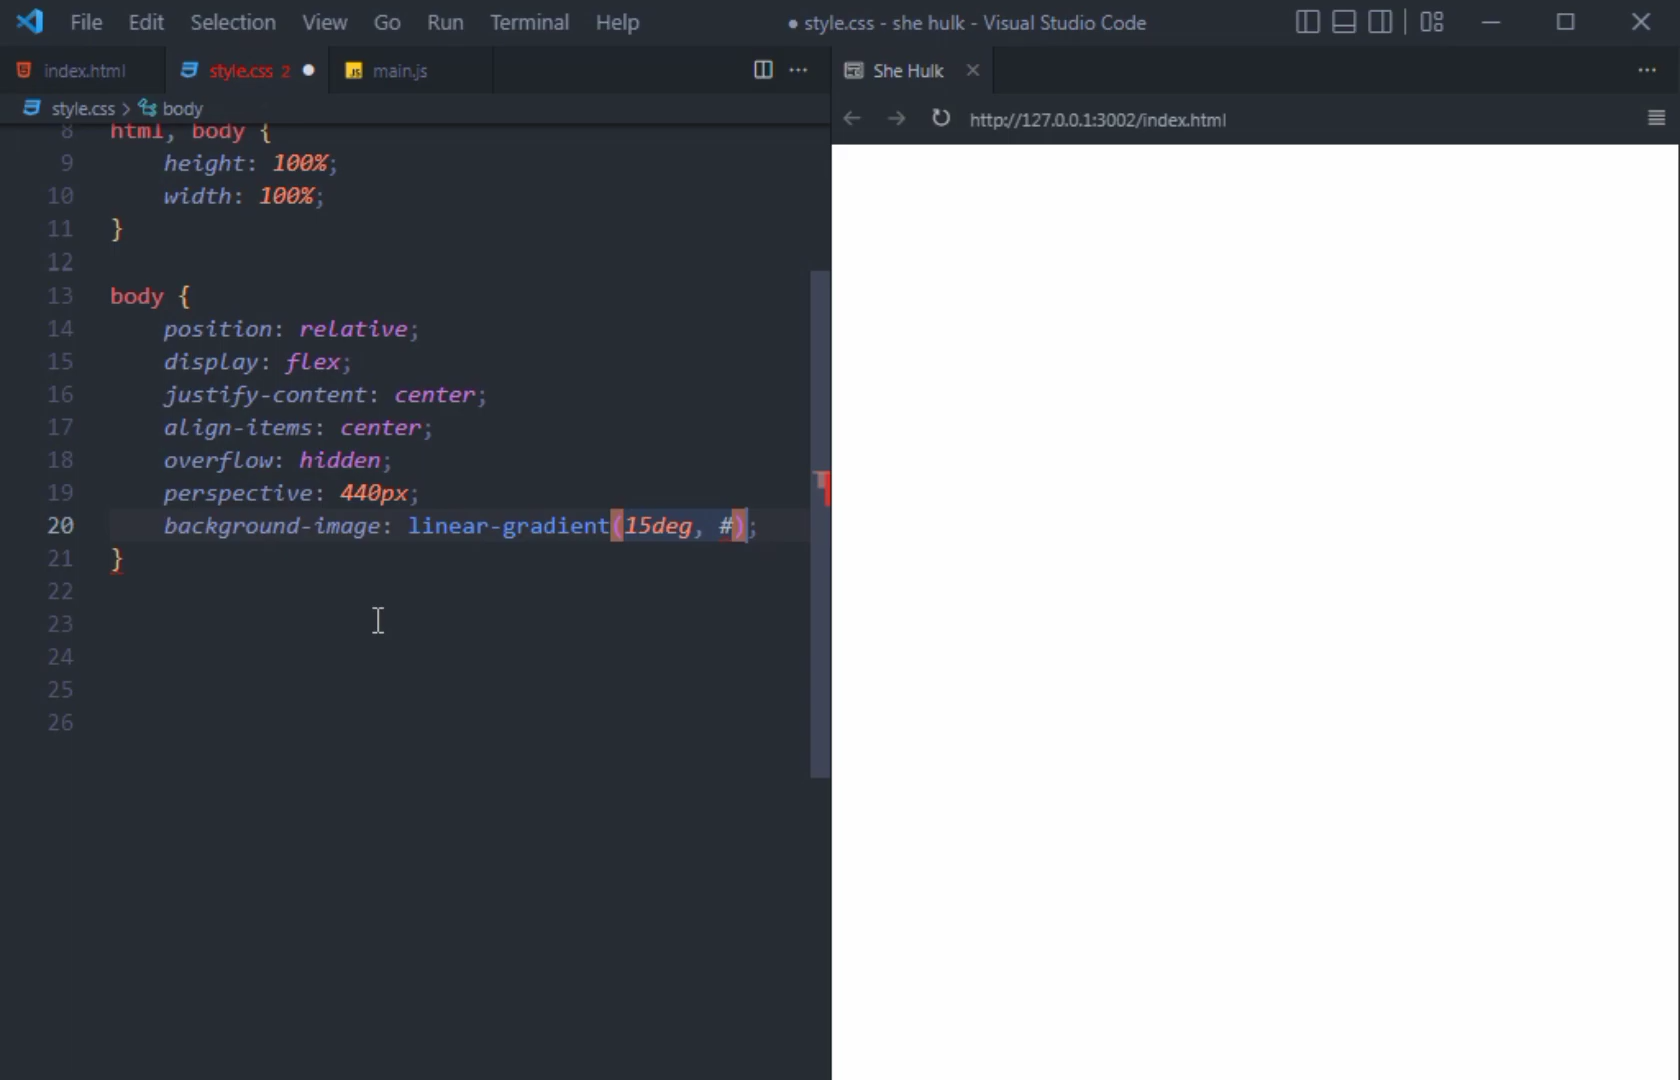 File Edit Selection View Go Run Terminal Help ● style.css - she hulk - Visual Studio Code
index.html style.css 2 ● main.js
She Hulk
style.css > body
http://127.0.0.1:3002/index.html
8 html, body {
9 height: 100%;
10 width: 100%;
11 }
12
13 body {
14 position: relative;
15 display: flex;
16 justify-content: center;
17 align-items: center;
18 overflow: hidden;
19 perspective: 440px;
20 background-image: linear-gradient(15deg, #);
21 }
22
23
24
25
26